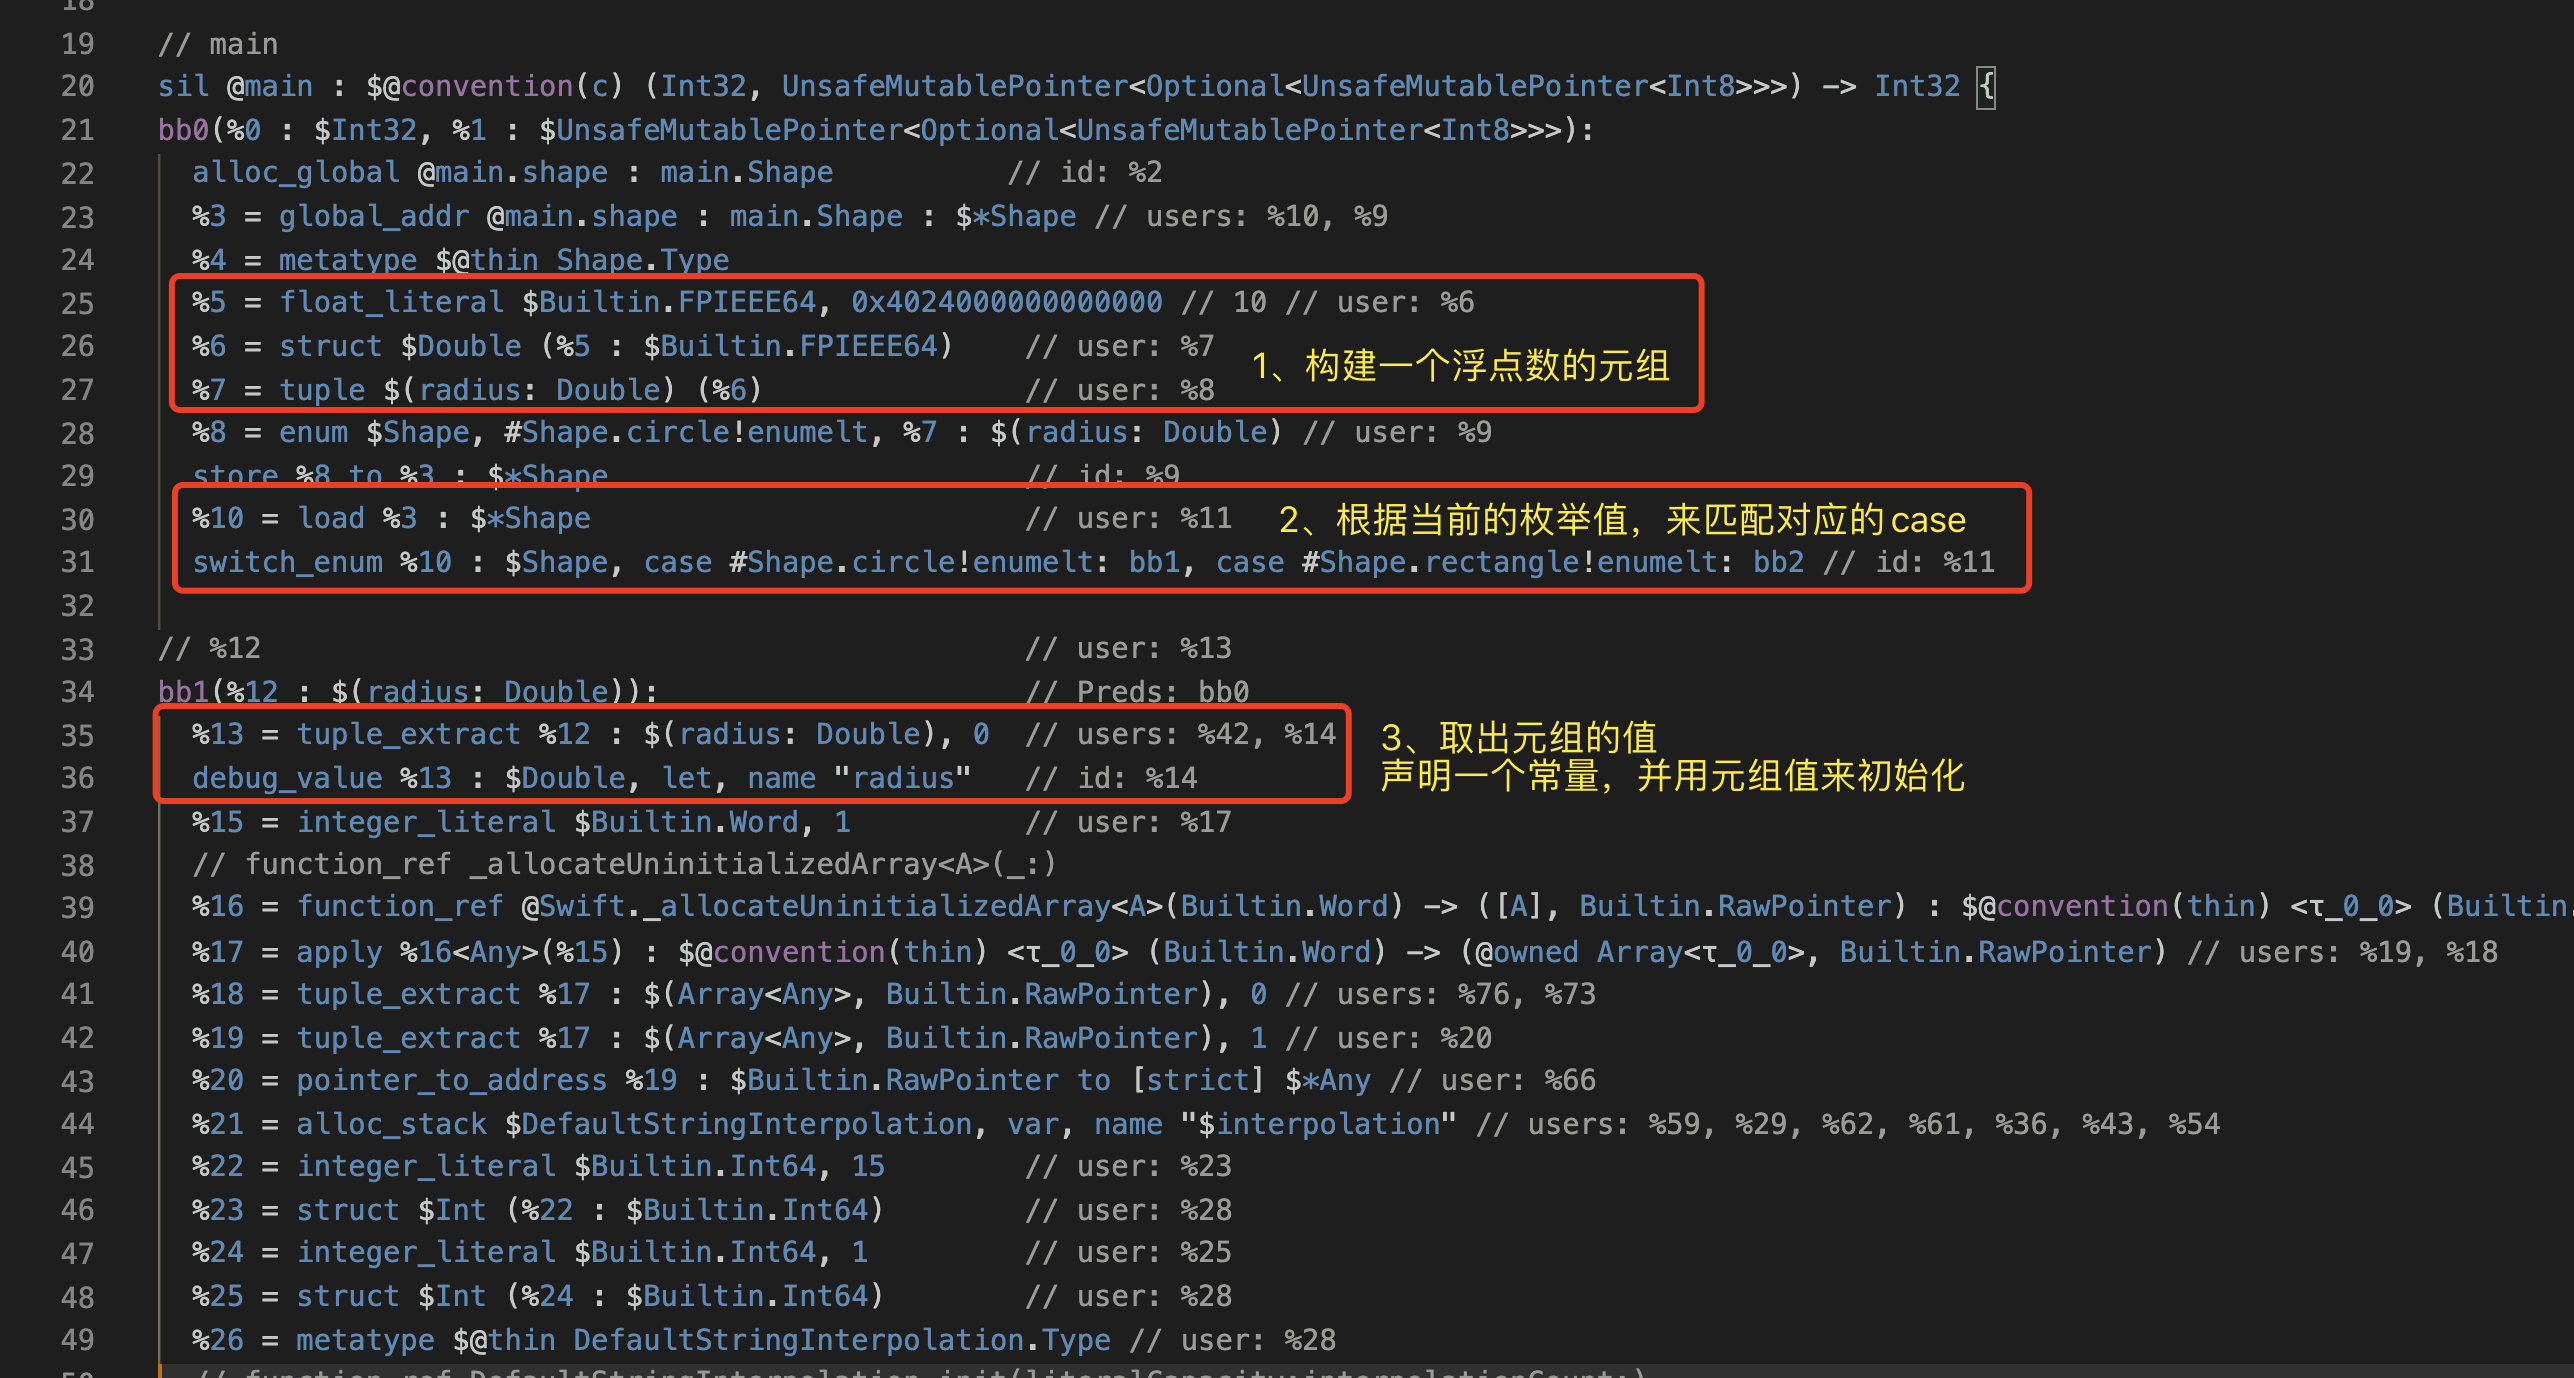 18
19 // main
20 sil @main : $@convention(c) (Int32, UnsafeMutablePointer<Optional<UnsafeMutablePointer<Int8>>>) -> Int32 {
21 bb0(%0 : $Int32, %1 : $UnsafeMutablePointer<Optional<UnsafeMutablePointer<Int8>>>):
22 alloc_global @main.shape : main.Shape // id: %2
23 %3 = global_addr @main.shape : main.Shape : $*Shape // users: %10, %9
24 %4 = metatype $@thin Shape.Type
25 %5 = float_literal $Builtin.FPIEEE64, 0x4024000000000000 // 10 // user: %6
26 %6 = struct $Double (%5 : $Builtin.FPIEEE64) // user: %7
1、构建一个浮点数的元组
27 %7 = tuple $(radius: Double) (%6) // user: %8
28 %8 = enum $Shape, #Shape.circle!enumelt, %7 : $(radius: Double) // user: %9
29 store %8 to %3 : $*Shape // id: %9
30 %10 = load %3 : $*Shape // user: %11 2、根据当前的枚举值，来匹配对应的case
31 switch_enum %10 : $Shape, case #Shape.circle!enumelt: bb1, case #Shape.rectangle!enumelt: bb2 // id: %11
32
33 // %12 // user: %13
34 bb1(%12 : $(radius: Double)): // Preds: bb0
35 %13 = tuple_extract %12 : $(radius: Double), 0 // users: %42, %14 3、取出元组的值
36 debug_value %13 : $Double, let, name "radius" // id: %14 声明一个常量，并用元组值来初始化
37 %15 = integer_literal $Builtin.Word, 1 // user: %17
38 // function_ref _allocateUninitializedArray<A>(_:)
39 %16 = function_ref @Swift._allocateUninitializedArray<A>(Builtin.Word) -> ([A], Builtin.RawPointer) : $@convention(thin) <τ_0_0> (Builtin.
40 %17 = apply %16<Any>(%15) : $@convention(thin) <τ_0_0> (Builtin.Word) -> (@owned Array<τ_0_0>, Builtin.RawPointer) // users: %19, %18
41 %18 = tuple_extract %17 : $(Array<Any>, Builtin.RawPointer), 0 // users: %76, %73
42 %19 = tuple_extract %17 : $(Array<Any>, Builtin.RawPointer), 1 // user: %20
43 %20 = pointer_to_address %19 : $Builtin.RawPointer to [strict] $*Any // user: %66
44 %21 = alloc_stack $DefaultStringInterpolation, var, name "$interpolation" // users: %59, %29, %62, %61, %36, %43, %54
45 %22 = integer_literal $Builtin.Int64, 15 // user: %23
46 %23 = struct $Int (%22 : $Builtin.Int64) // user: %28
47 %24 = integer_literal $Builtin.Int64, 1 // user: %25
48 %25 = struct $Int (%24 : $Builtin.Int64) // user: %28
49 %26 = metatype $@thin DefaultStringInterpolation.Type // user: %28
50 // function_ref DefaultStringInterpolation.init(literalCapacity:interpolationCount:)